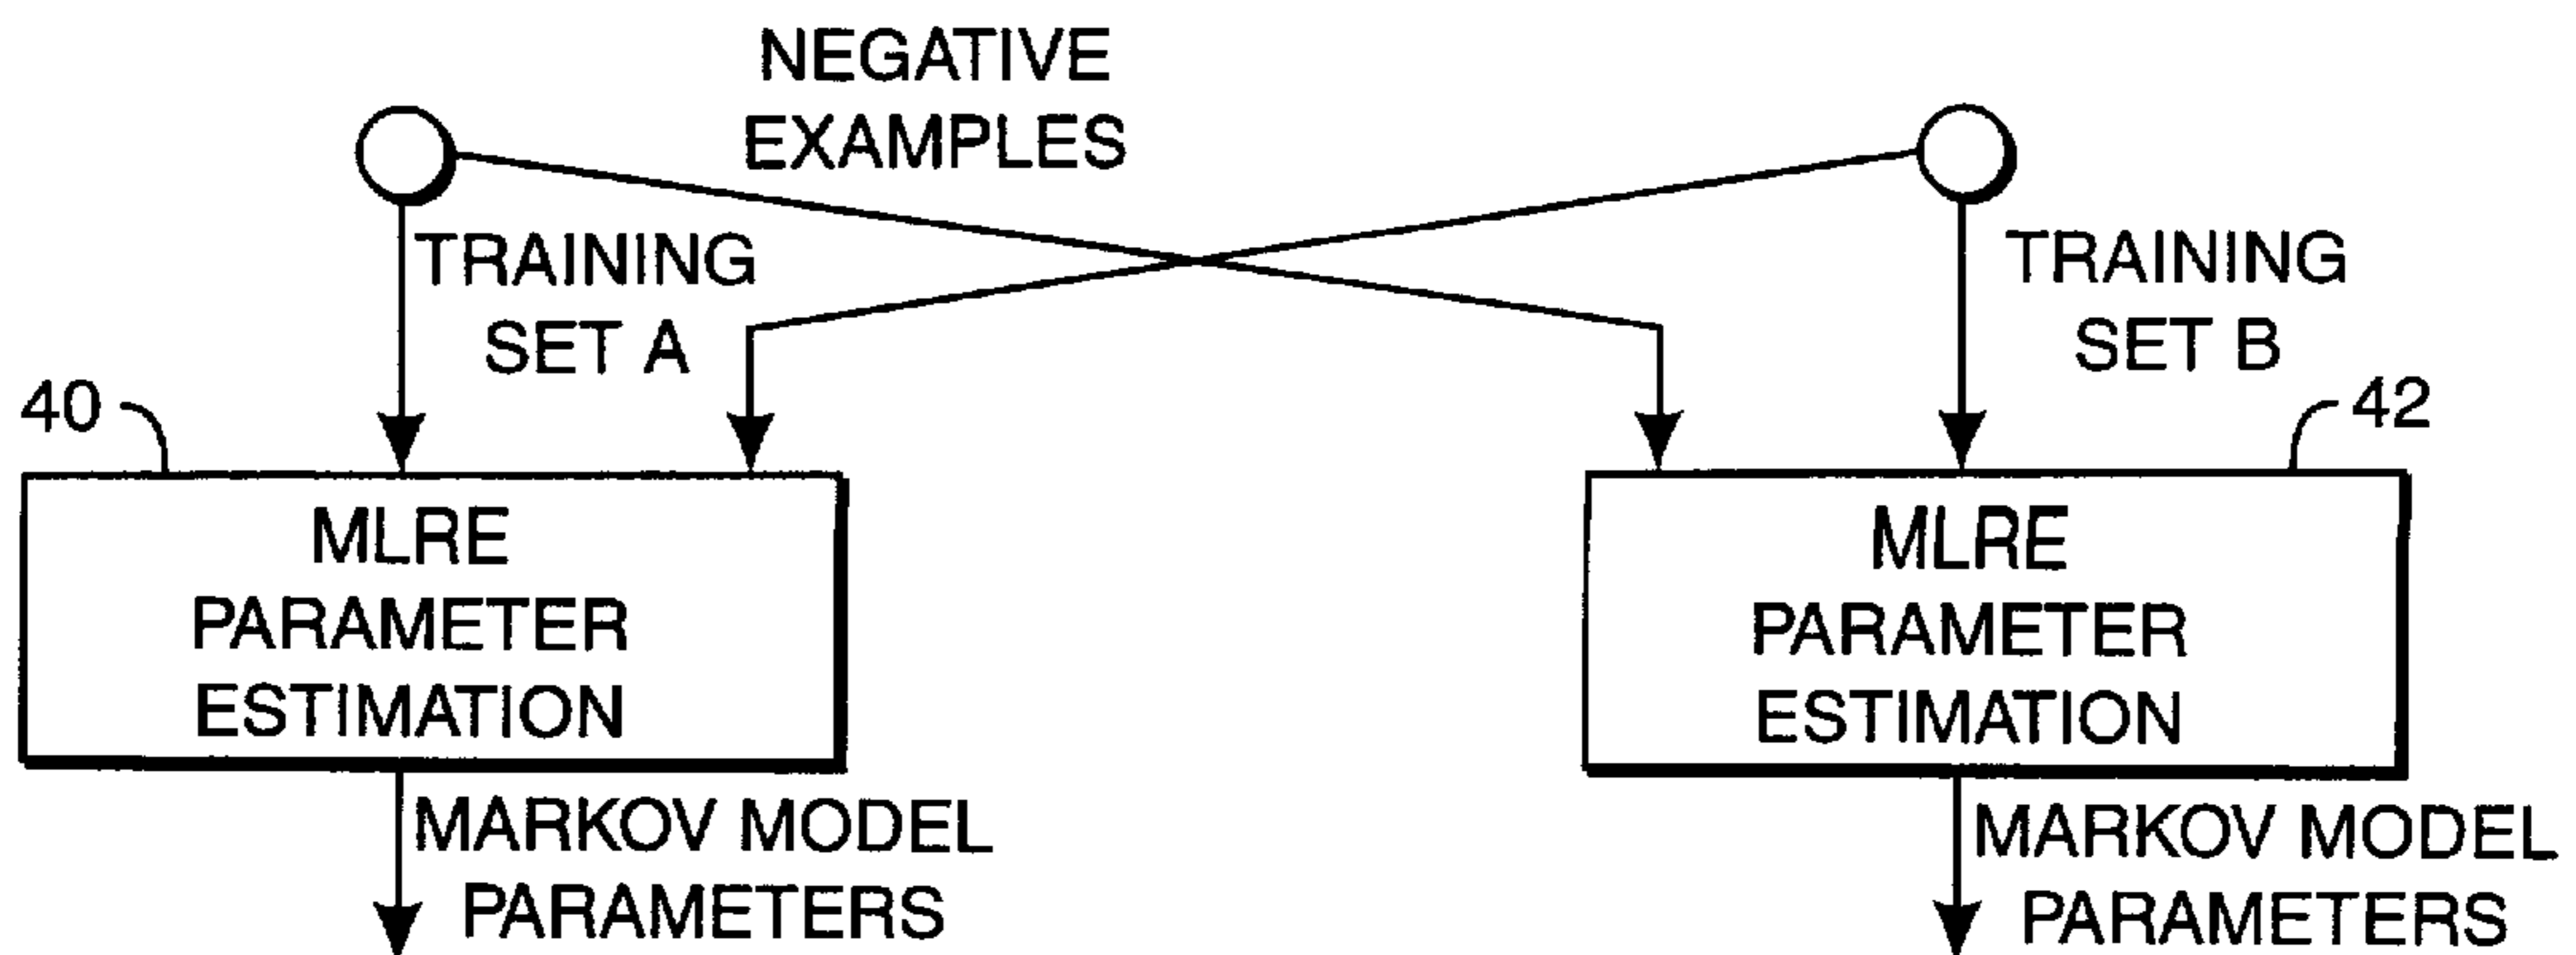 NEGATIVE
EXAMPLES
TRAINING
SET A
TRAINING
SET B
40
42
MLRE
PARAMETER
ESTIMATION
MLRE
PARAMETER
ESTIMATION
MARKOV MODEL
PARAMETERS
MARKOV MODEL
PARAMETERS